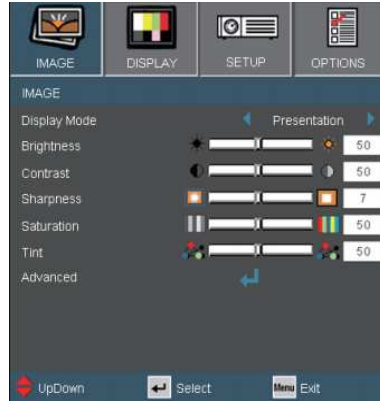 IMAGE DISPLAY SETUP OPTIONS
IMAGE
Display Mode Presentation
Brightness 50
Contrast 50
Sharpness 7
Saturation 50
Tint 50
Advanced
UpDown Select Menu Exit